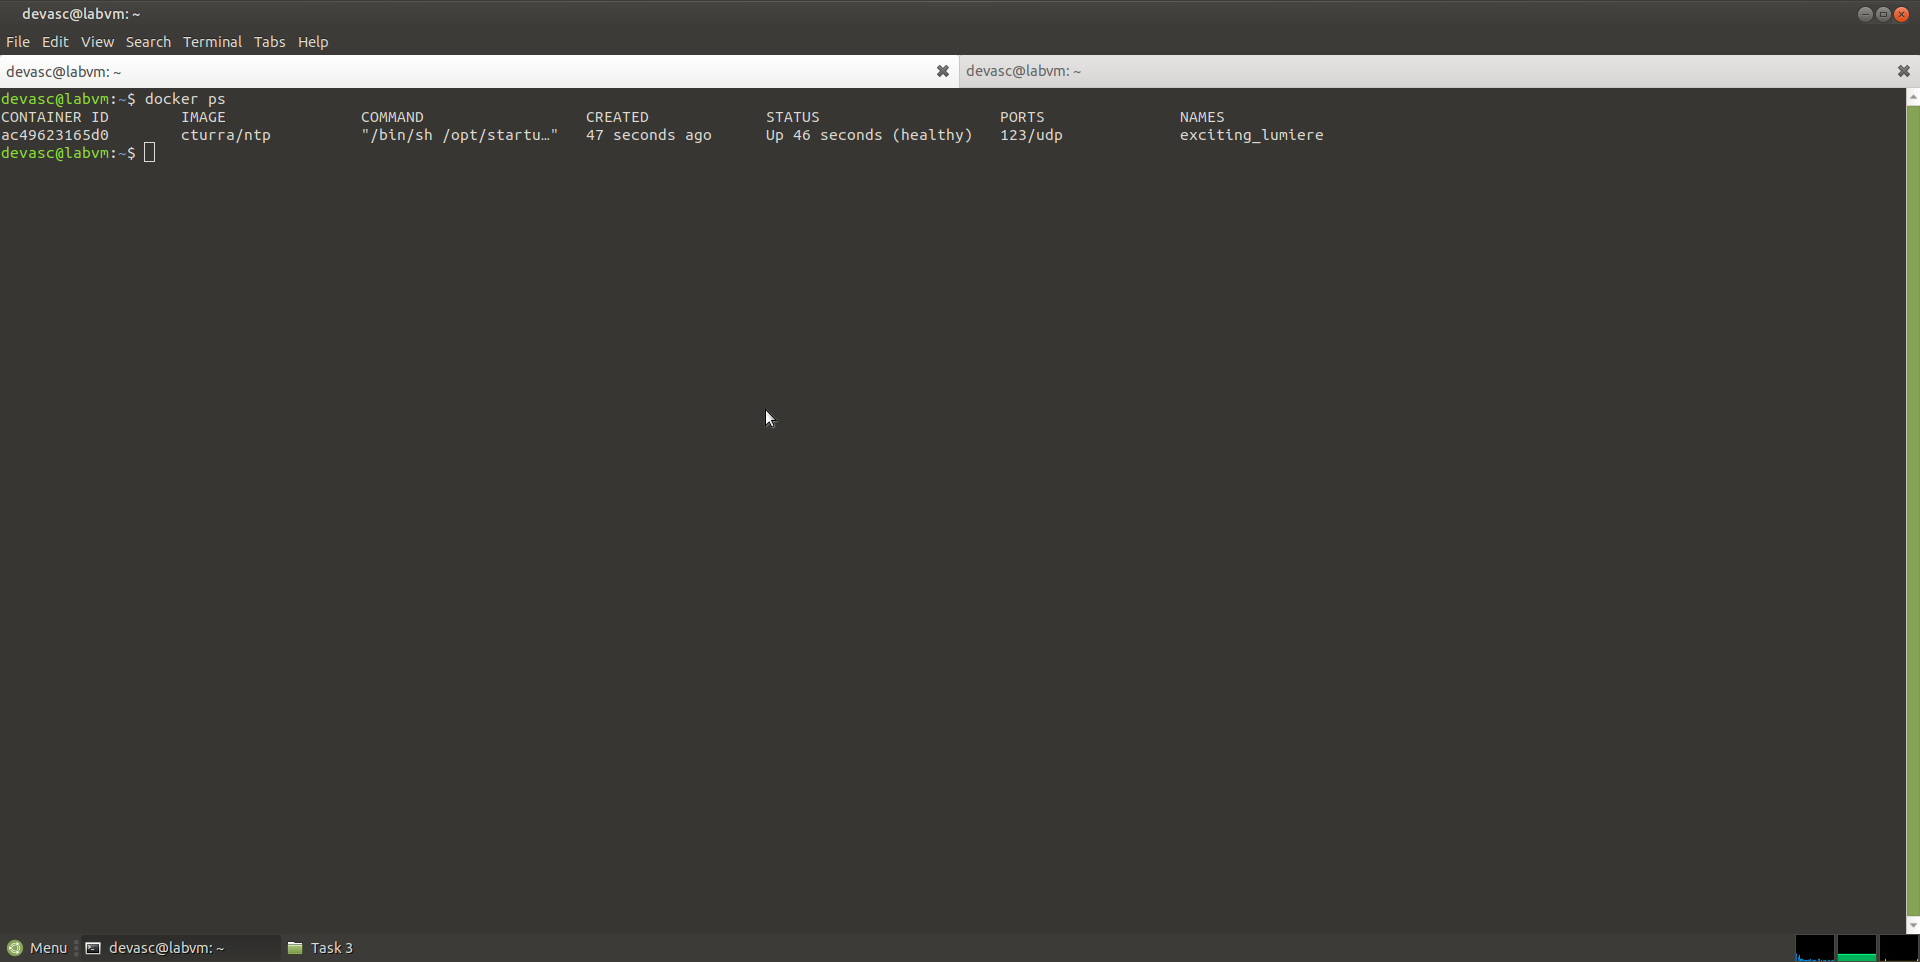 devasc@labvm: ~
File Edit View Search Terminal Tabs Help
devasc@labvm: ~ devasc@labvm: ~
devasc@labvm:~$ docker ps
CONTAINER ID IMAGE COMMAND CREATED STATUS PORTS NAMES
ac49623165d0 cturra/ntp "/bin/sh /opt/startu…" 47 seconds ago Up 46 seconds (healthy) 123/udp exciting_lumiere
devasc@labvm:~$
Menu devasc@labvm: ~ Task 3